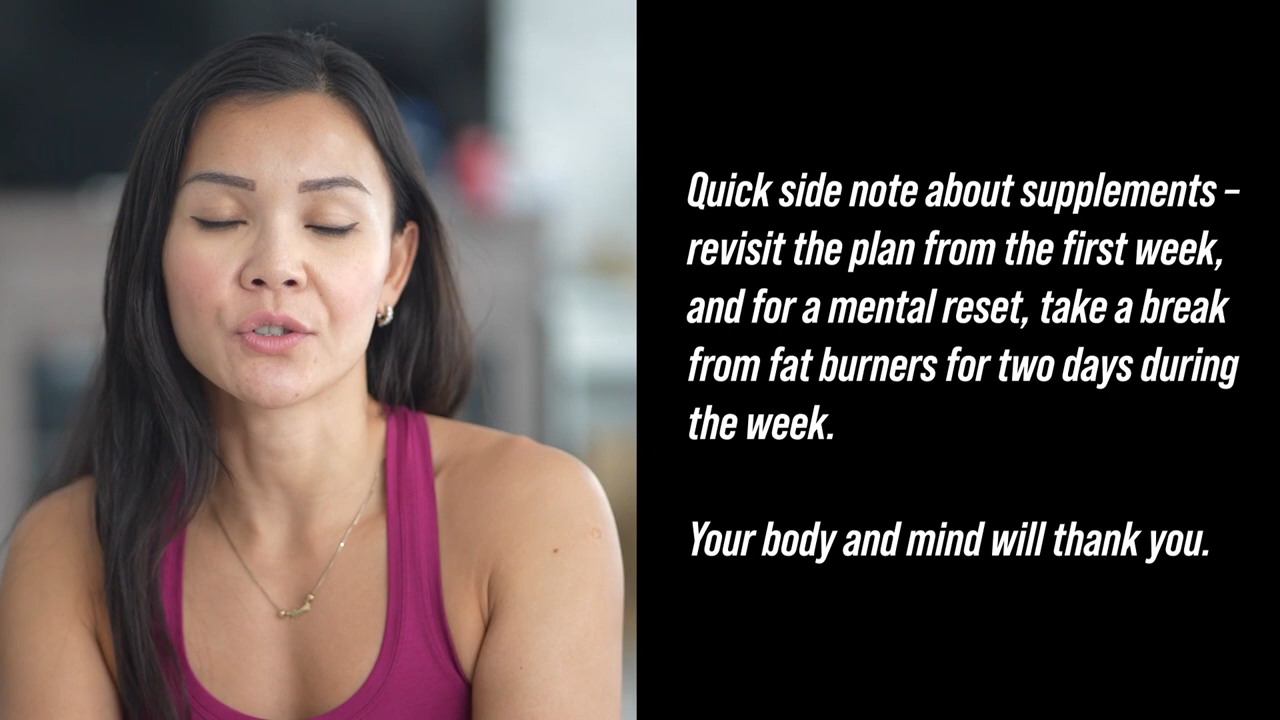 Quick side note about supplements –
revisit the plan from the first week,
and for a mental reset, take a break
from fat burners for two days during
the week.
Your body and mind will thank you.